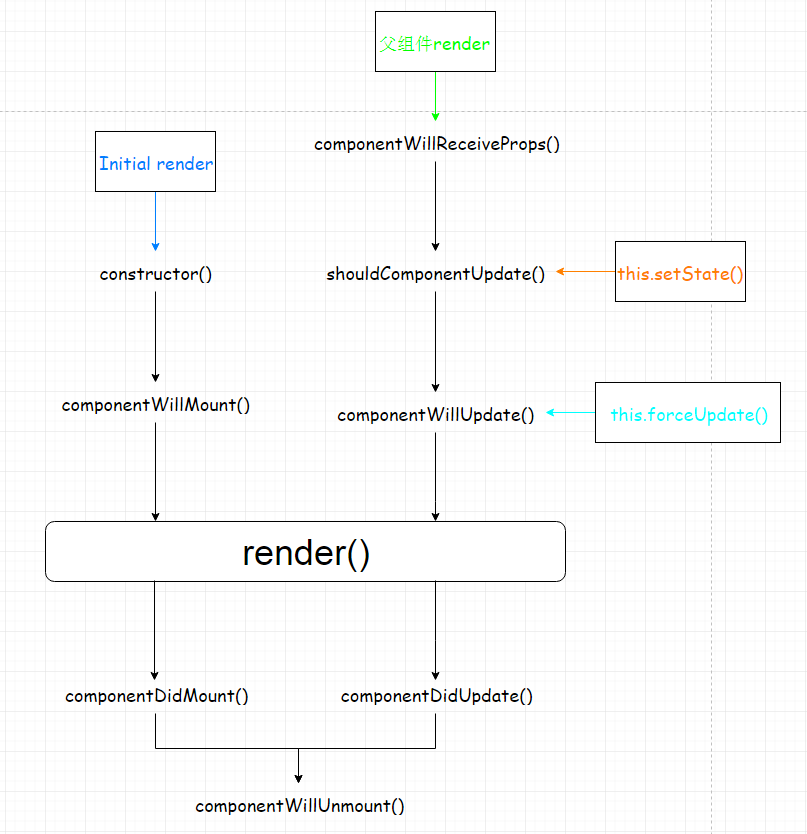 父组件render
componentWillReceiveProps()
Initial render
constructor()
shouldComponentUpdate()
this.setState()
componentWillMount()
componentWillUpdate()
this.forceUpdate()
render()
componentDidMount()
componentDidUpdate()
componentWillUnmount()